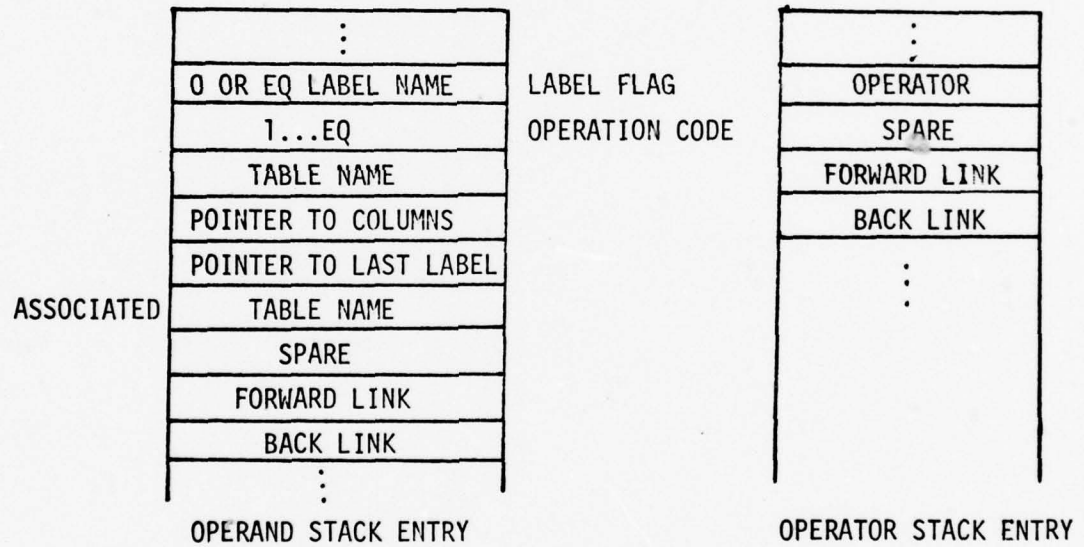 0 OR EQ LABEL NAME
LABEL FLAG
1...EQ
OPERATION CODE
TABLE NAME
POINTER TO COLUMNS
POINTER TO LAST LABEL
ASSOCIATED
TABLE NAME
SPARE
FORWARD LINK
BACK LINK
OPERAND STACK ENTRY
OPERATOR
SPARE
FORWARD LINK
BACK LINK
OPERATOR STACK ENTRY